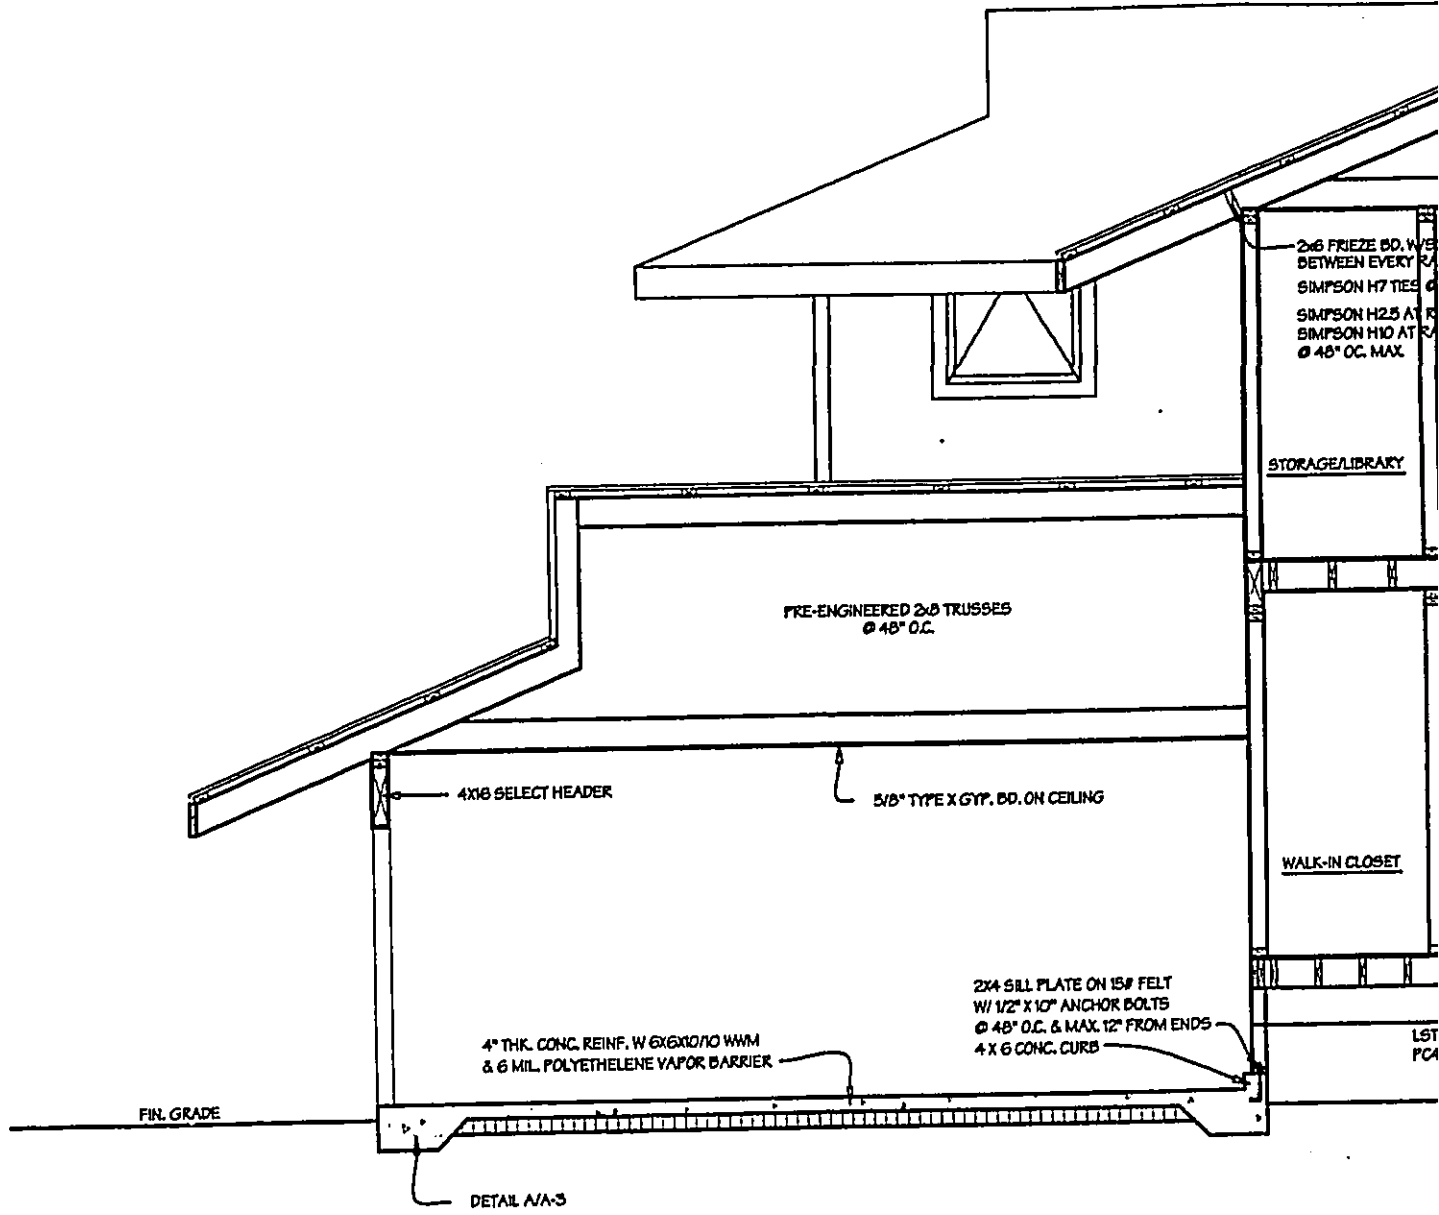 2x6 FRIEZE BD. W/
BETWEEN EVERY
SIMPSON H7 TIES @
SIMPSON H2.5 AT
SIMPSON H10 AT
@ 48" OC. MAX.
STORAGE/LIBRARY
PRE-ENGINEERED 2x8 TRUSSES
@ 48" O.C.
4X18 SELECT HEADER
5/8" TYPE X GYP. BD. ON CEILING
WALK-IN CLOSET
2X4 SILL PLATE ON 15# FELT
W/ 1/2" X 10" ANCHOR BOLTS
@ 48" O.C. & MAX. 12" FROM ENDS
4 X 6 CONC. CURB
4" THK. CONC. REINF. W 6X6X10/10 WWM
& 6 MIL. POLYETHELENE VAPOR BARRIER
FIN. GRADE
DETAIL A/A-3